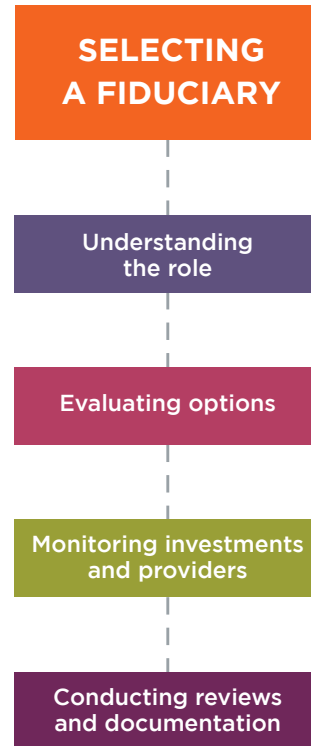 SELECTING
A FIDUCIARY
Understanding
the role
Evaluating options
Monitoring investments
and providers
Conducting reviews
and documentation